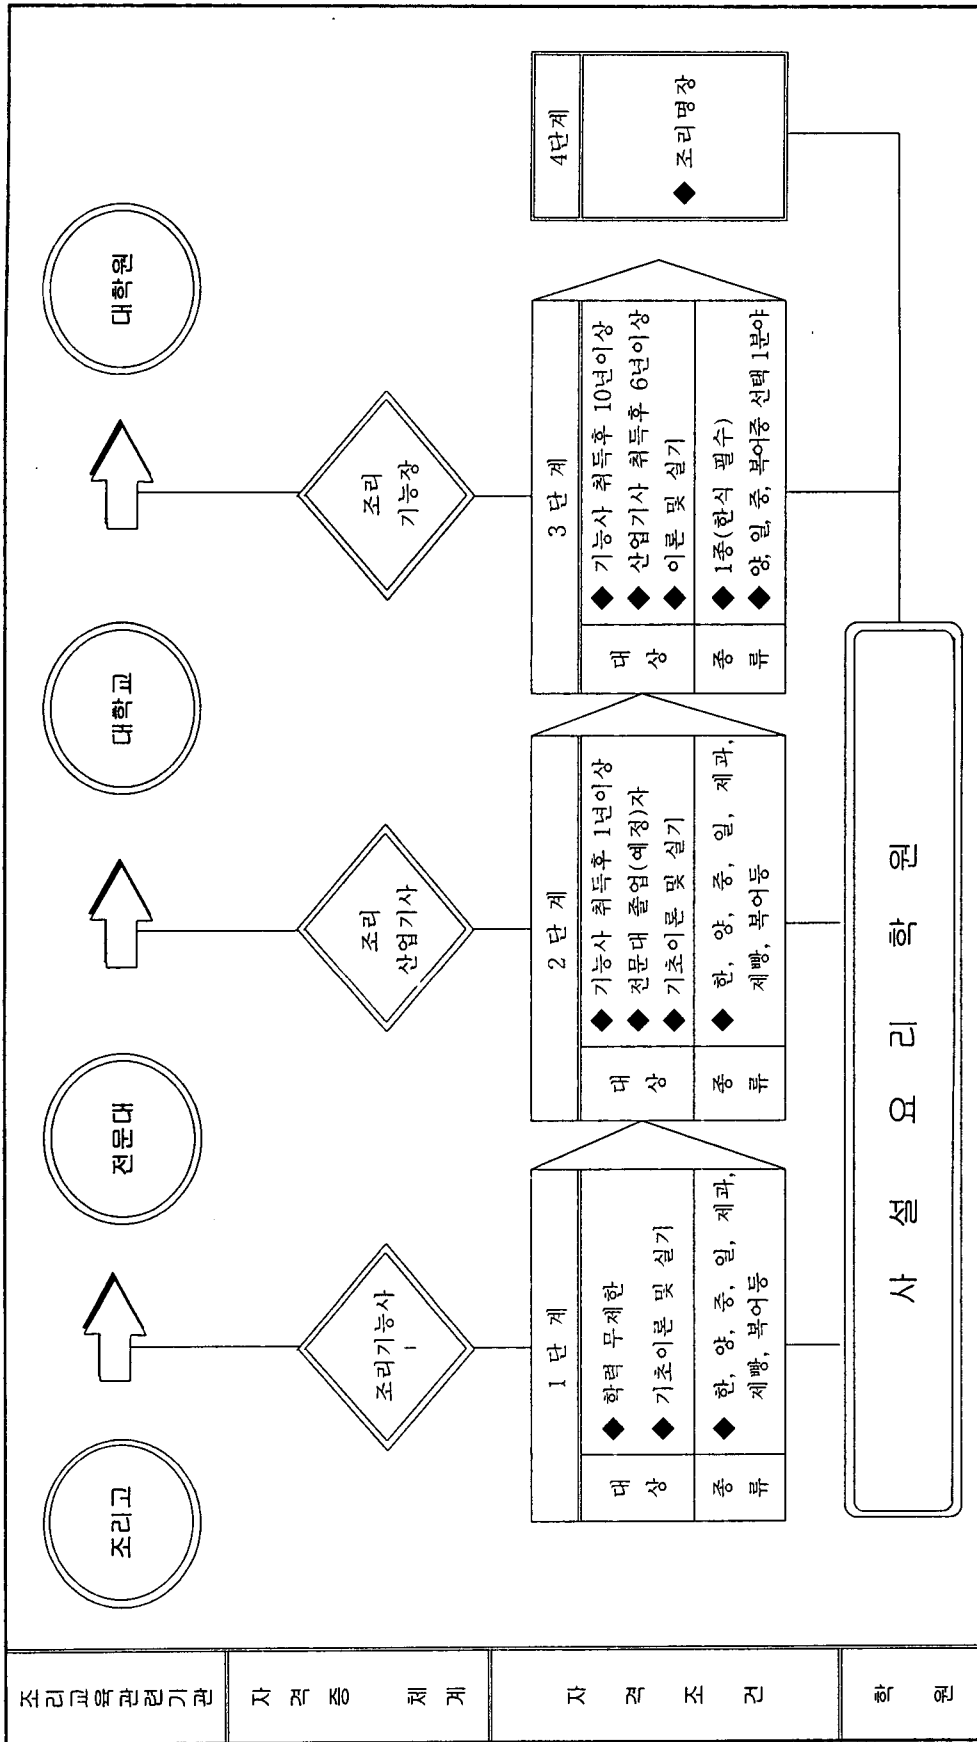 조리교육관련기관
조리고
전문대
대학교
대학원
자격증 체계
조리기능사
조리
산업기사
조리
기능장
자격조건
1 단 계
대상
◆ 학력 무제한
◆ 기초이론 및 실기
종류
◆ 한, 양, 중, 일, 제과,
제빵, 복어등
2 단 계
대상
◆ 기능사 취득후 1년이상
◆ 전문대 졸업(예정)자
◆ 기초이론 및 실기
종류
◆ 한, 양, 중, 일, 제과,
제빵, 복어등
3 단 계
대상
◆ 기능사 취득후 10년이상
◆ 산업기사 취득후 6년이상
◆ 이론 및 실기
종류
◆ 1종(한식 필수)
◆ 양, 일, 중, 복어중 선택 1분야
4단계
◆ 조리명장
학원
사 설 요 리 학 원